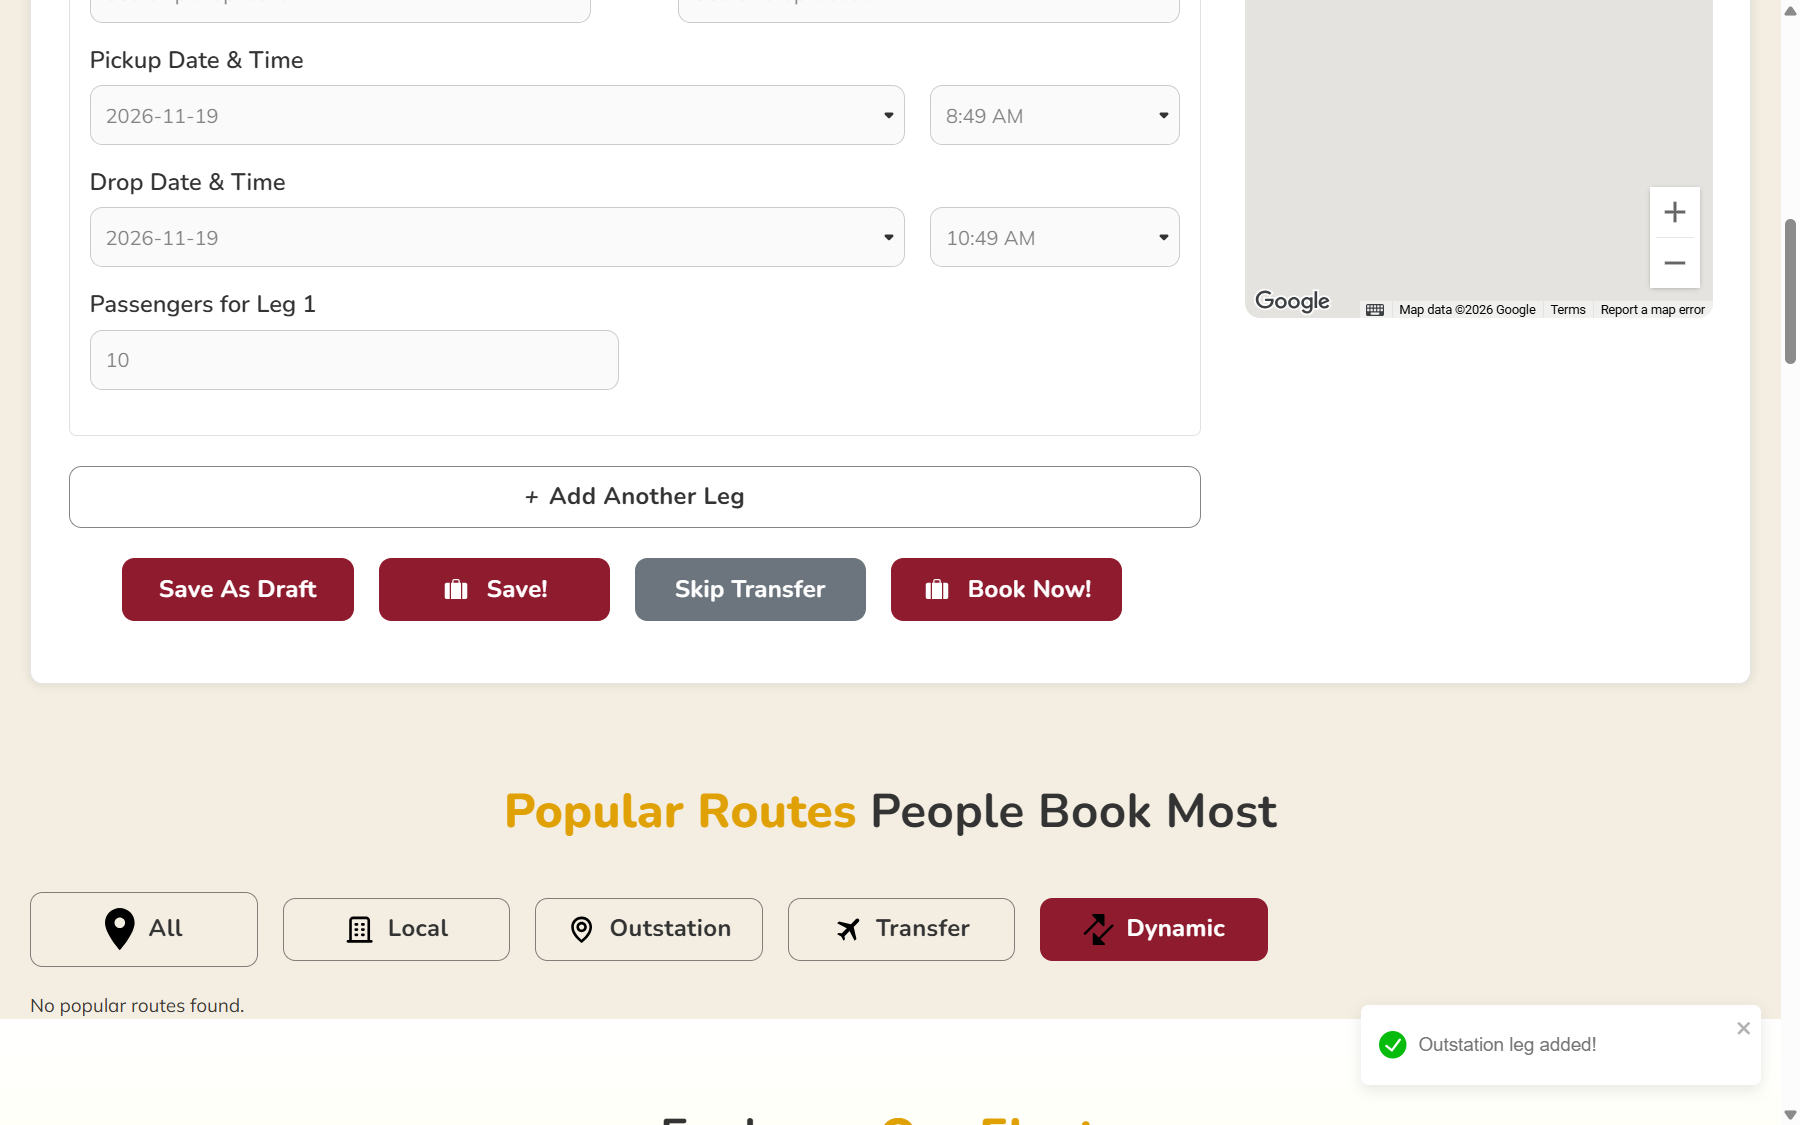 Pickup Date & Time
2026-11-19
8:49 AM
Drop Date & Time
2026-11-19
10:49 AM
Passengers for Leg 1
10
Google
Map data ©2026 Google
Terms
Report a map error
+ Add Another Leg
Save As Draft
Save!
Skip Transfer
Book Now!
Popular Routes People Book Most
All
Local
Outstation
Transfer
Dynamic
No popular routes found.
Outstation leg added!